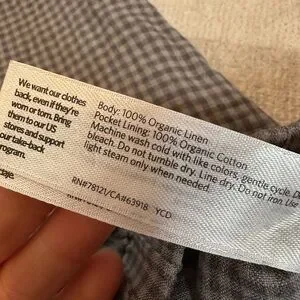 We want our clothes
back, even if they're
worn or torn. Bring
them to our US
stores and support
our take-back
program.
Body: 100% Organic Linen
Pocket Lining: 100% Organic Cotton
Machine wash cold with like colors, gentle cycle.
bleach. Do not tumble dry. Line dry. Do not iron. Use
light steam only when needed.
RN#78121/CA#63918 YCD